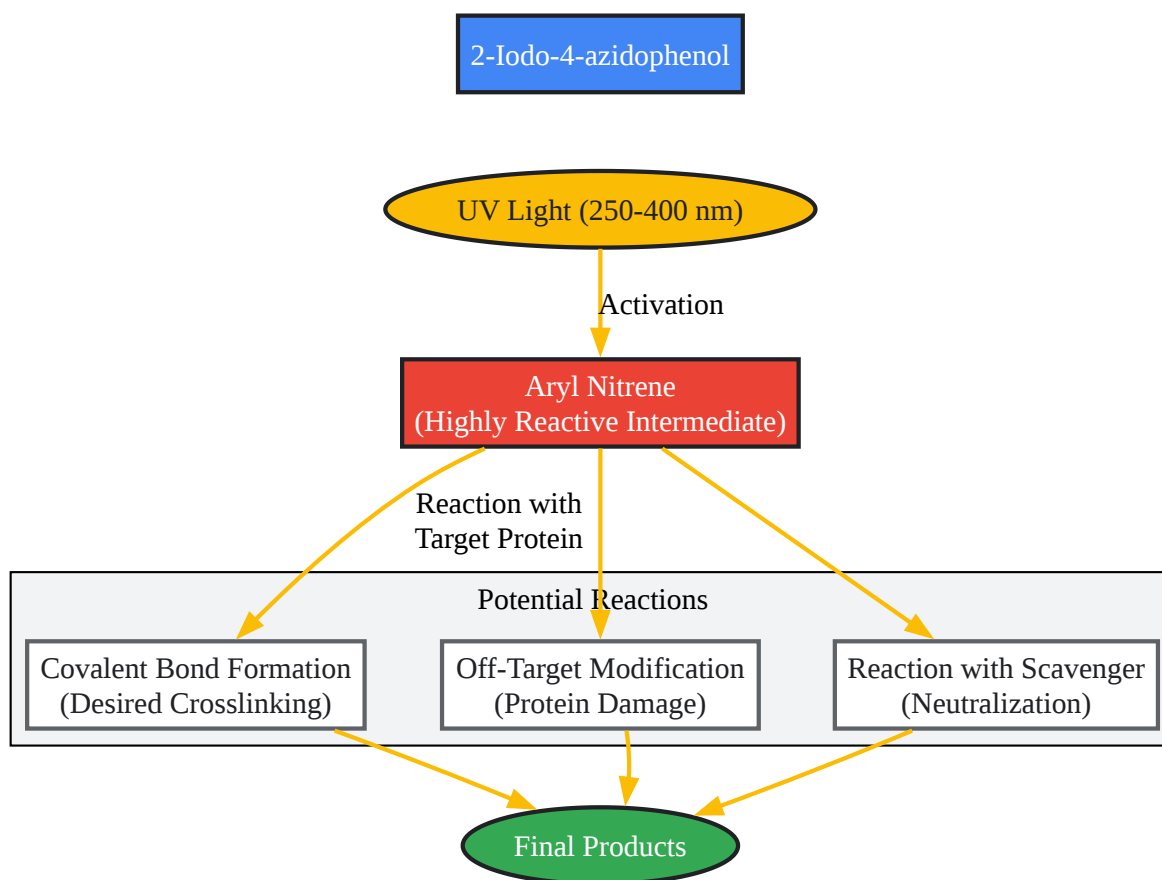 2-Iodo-4-azidophenol
UV Light (250-400 nm)
Activation
Aryl Nitrene
(Highly Reactive Intermediate)
Reaction with
Target Protein
Potential Reactions
Covalent Bond Formation
(Desired Crosslinking)
Off-Target Modification
(Protein Damage)
Reaction with Scavenger
(Neutralization)
Final Products